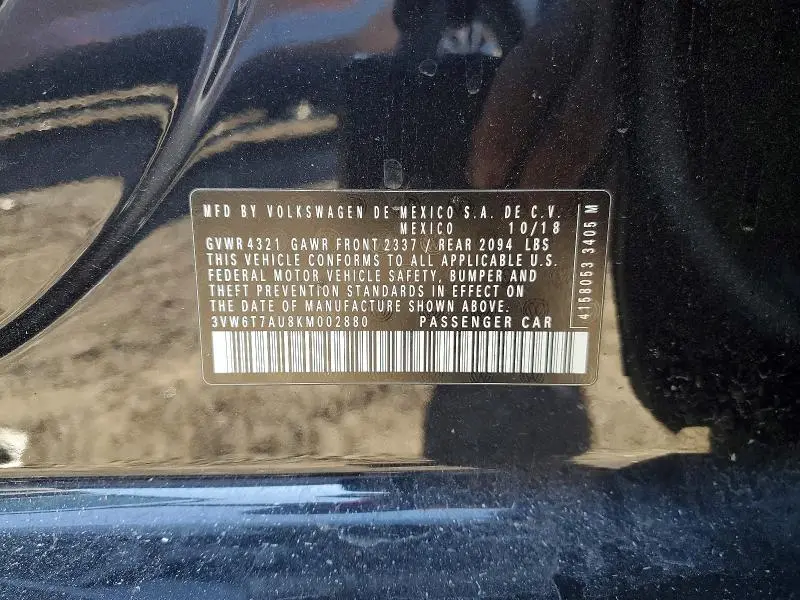 MFD BY VOLKSWAGEN DE MEXICO S.A. DE C.V.
MEXICO 10/18
GVWR 4321 GAWR FRONT 2337 / REAR 2094 LBS
THIS VEHICLE CONFORMS TO ALL APPLICABLE U.S.
FEDERAL MOTOR VEHICLE SAFETY, BUMPER AND
THEFT PREVENTION STANDARDS IN EFFECT ON
THE DATE OF MANUFACTURE SHOWN ABOVE.
3VW6T7AU8KM002880 PASSENGER CAR
4158053 3405 M